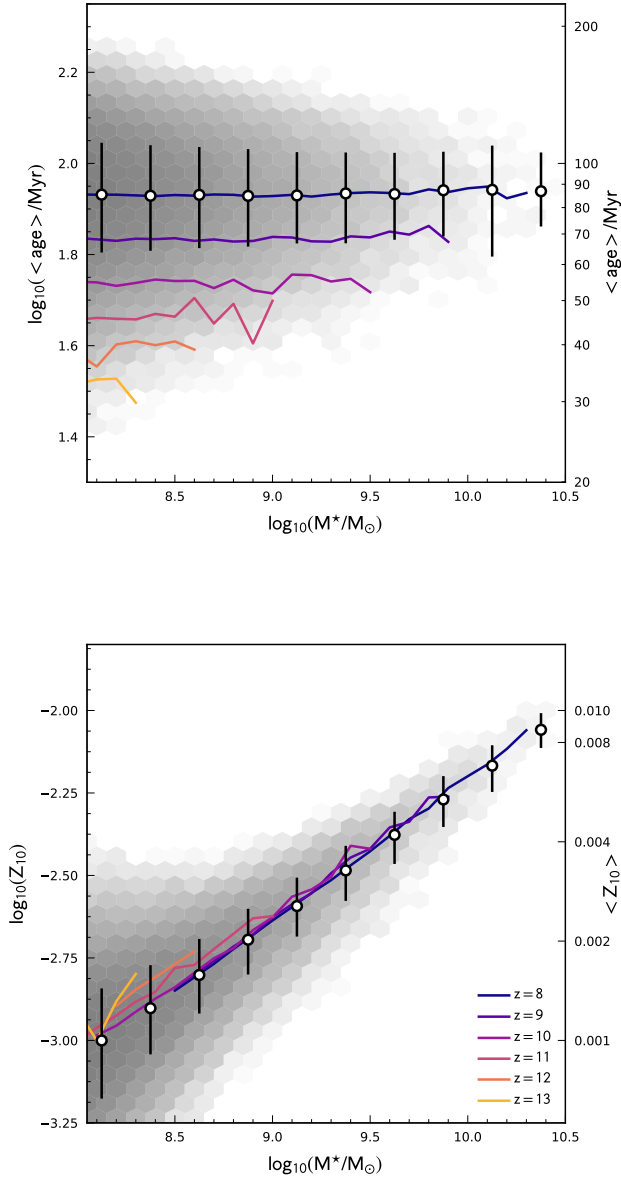 2.2
2.0
1.8
1.6
1.4
log₁₀(<age>/Myr)
200
100
90
80
70
60
50
40
30
20
<age>/Myr
8.5 9.0 9.5 10.0 10.5
log₁₀(M⋆/M☉)
−2.00
−2.25
−2.50
−2.75
−3.00
−3.25
log₁₀(Z₁₀)
0.010
0.008
0.004
0.002
0.001
<Z₁₀>
z = 8
z = 9
z = 10
z = 11
z = 12
z = 13
8.5 9.0 9.5 10.0 10.5
log₁₀(M⋆/M☉)